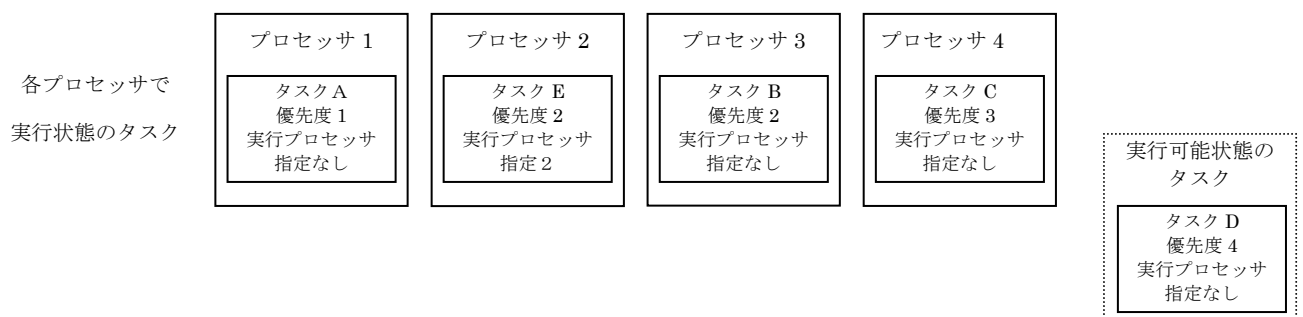 各プロセッサで
実行状態のタスク
プロセッサ 1
タスク A
優先度 1
実行プロセッサ
指定なし
プロセッサ 2
タスク E
優先度 2
実行プロセッサ
指定 2
プロセッサ 3
タスク B
優先度 2
実行プロセッサ
指定なし
プロセッサ 4
タスク C
優先度 3
実行プロセッサ
指定なし
実行可能状態の
タスク
タスク D
優先度 4
実行プロセッサ
指定なし